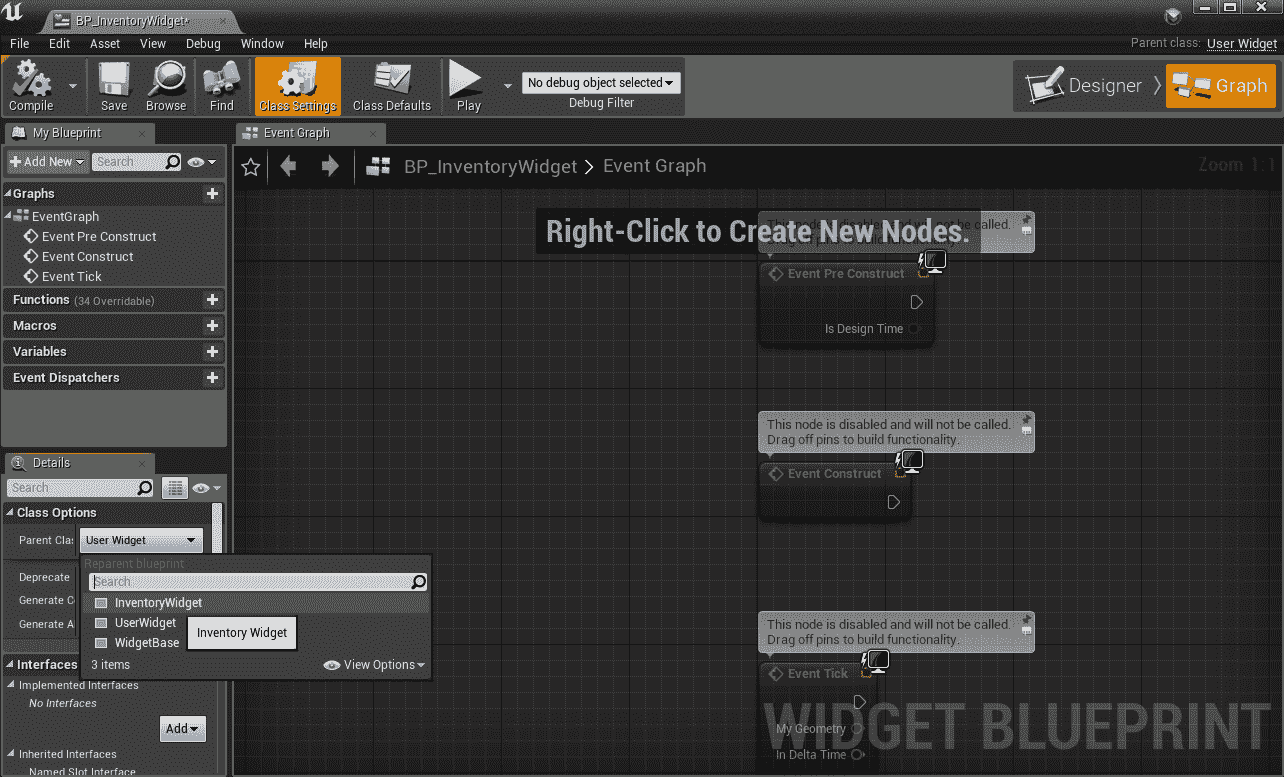 BP_InventoryWidget*
File Edit Asset View Debug Window Help
Parent class: User Widget
Compile
Save
Browse
Find
Class Settings
Class Defaults
Play
No debug object selected
Debug Filter
Designer
Graph
My Blueprint
Event Graph
Add New
Search
BP_InventoryWidget > Event Graph
Zoom 1:1
Graphs
EventGraph
Event Pre Construct
Event Construct
Event Tick
Functions (34 Overridable)
Macros
Variables
Event Dispatchers
Right-Click to Create New Nodes.
This node is disabled and will not be called.
Event Pre Construct
Is Design Time
This node is disabled and will not be called.
Drag off pins to build functionality.
Event Construct
This node is disabled and will not be called.
Drag off pins to build functionality.
Event Tick
My Geometry
In Delta Time
WIDGET BLUEPRINT
Details
Search
Class Options
Parent Clas
User Widget
Reparent blueprint
Search
InventoryWidget
UserWidget
WidgetBase
Inventory Widget
3 items
View Options
Deprecate
Generate C
Generate A
Interfaces
Implemented Interfaces
No Interfaces
Add
Inherited Interfaces
Named Slot Interface